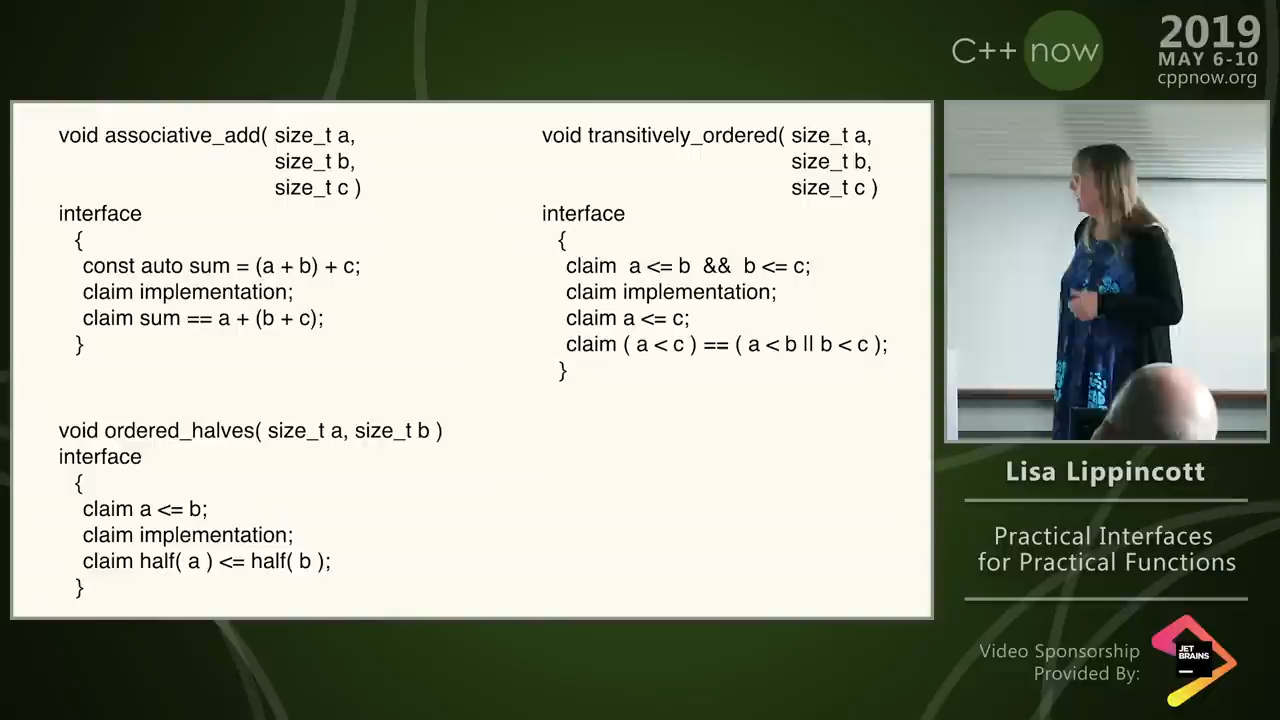 C++ now
2019
MAY 6-10
cppnow.org
void associative_add( size_t a,
size_t b,
size_t c )
interface
{
const auto sum = (a + b) + c;
claim implementation;
claim sum == a + (b + c);
}
void transitively_ordered( size_t a,
size_t b,
size_t c )
interface
{
claim a <= b && b <= c;
claim implementation;
claim a <= c;
claim ( a < c ) == ( a < b || b < c );
}
void ordered_halves( size_t a, size_t b )
interface
{
claim a <= b;
claim implementation;
claim half( a ) <= half( b );
}
Lisa Lippincott
Practical Interfaces
for Practical Functions
Video Sponsorship
Provided By:
JET
BRAINS